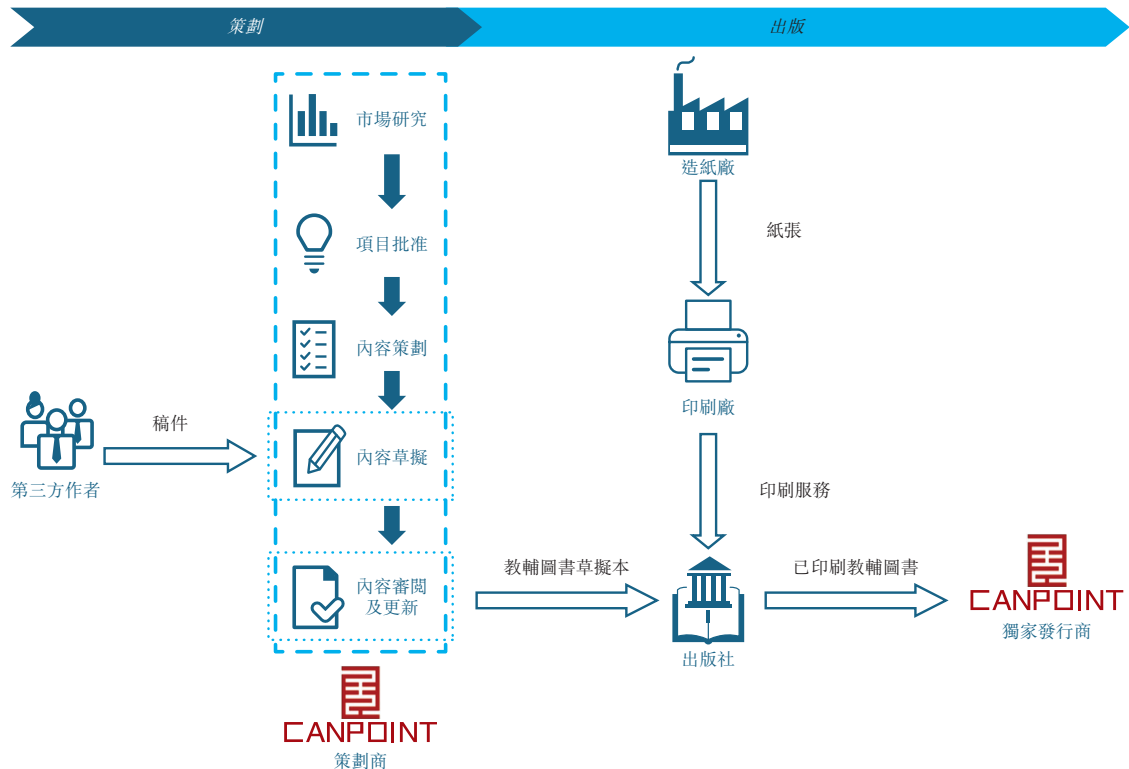 策劃
出版
市場研究
項目批准
內容策劃
稿件
第三方作者
內容草擬
內容審閲
及更新
CANPOINT
策劃商
造紙廠
紙張
印刷廠
印刷服務
教輔圖書草擬本
出版社
已印刷教輔圖書
CANPOINT
獨家發行商